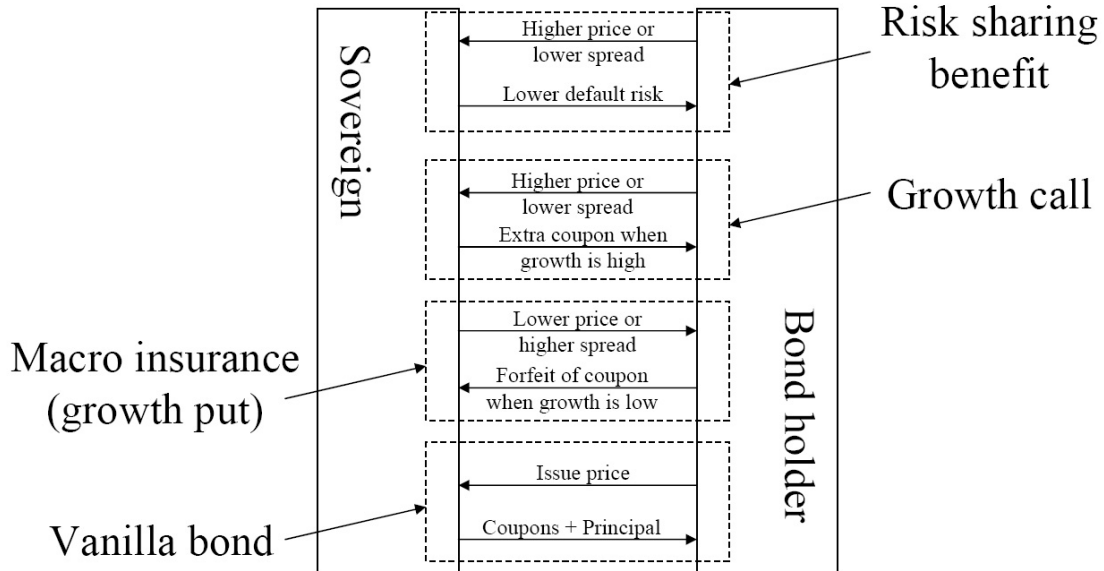 Sovereign
Bond holder
Higher price or
lower spread
Lower default risk
Risk sharing
benefit
Higher price or
lower spread
Extra coupon when
growth is high
Growth call
Lower price or
higher spread
Forfeit of coupon
when growth is low
Macro insurance
(growth put)
Issue price
Coupons + Principal
Vanilla bond